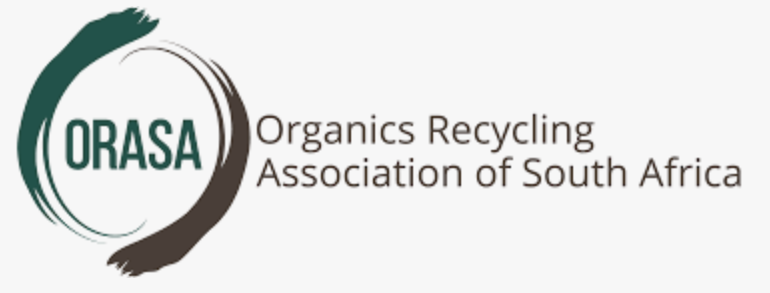 ORASA
Organics Recycling
Association of South Africa